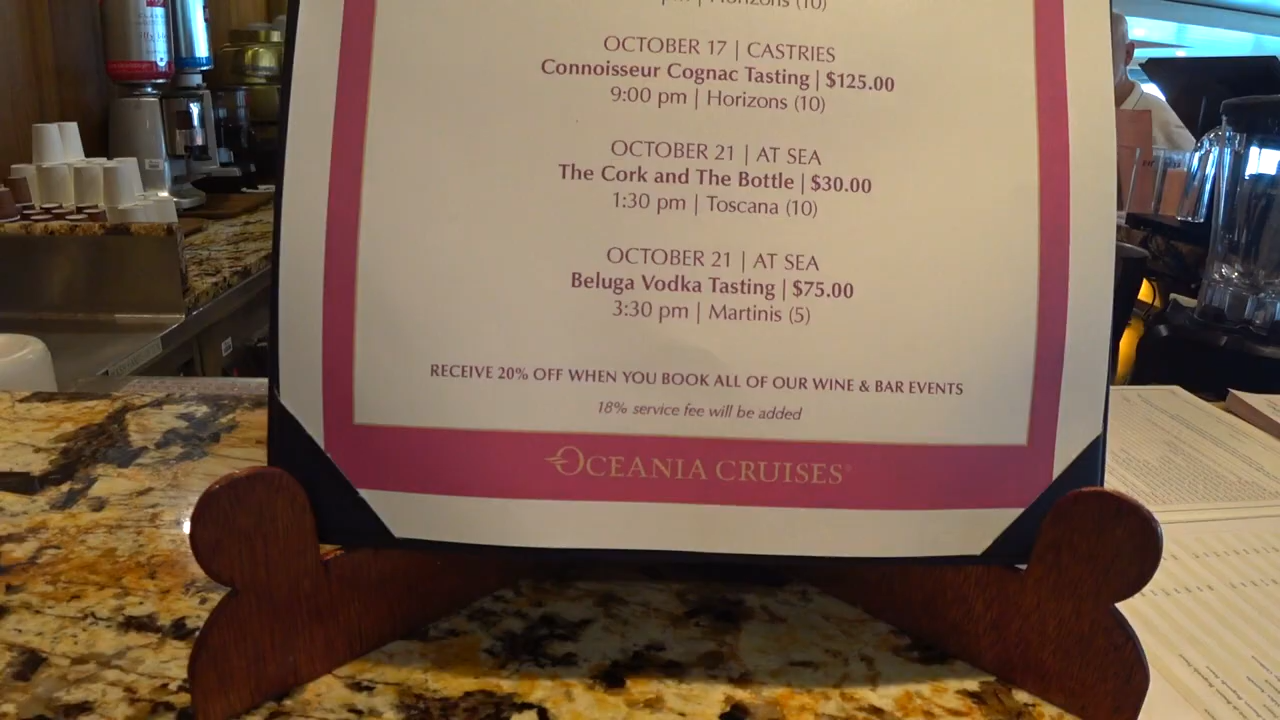 Horizons (10)
OCTOBER 17 | CASTRIES
Connoisseur Cognac Tasting | $125.00
9:00 pm | Horizons (10)
OCTOBER 21 | AT SEA
The Cork and The Bottle | $30.00
1:30 pm | Toscana (10)
OCTOBER 21 | AT SEA
Beluga Vodka Tasting | $75.00
3:30 pm | Martinis (5)
RECEIVE 20% OFF WHEN YOU BOOK ALL OF OUR WINE & BAR EVENTS
18% service fee will be added
OCEANIA CRUISES®